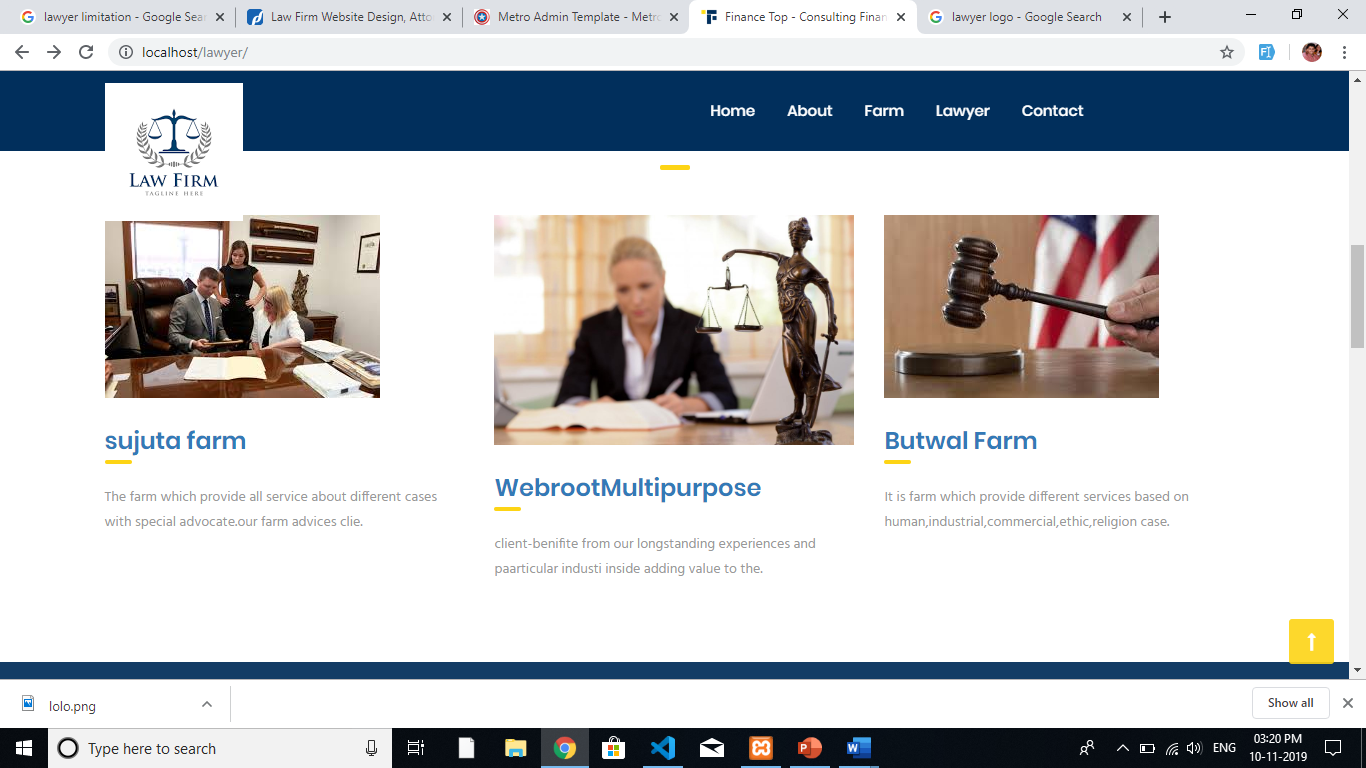 lawyer limitation - Google Sear
Law Firm Website Design, Atto
Metro Admin Template - Metro
Finance Top - Consulting Finan
lawyer logo - Google Search
localhost/lawyer/
LAW FIRM
TAGLINE HERE
Home About Farm Lawyer Contact
sujuta farm
The farm which provide all service about different cases
with special advocate.our farm advices clie.
WebrootMultipurpose
client-benifite from our longstanding experiences and
paarticular industi inside adding value to the.
Butwal Farm
It is farm which provide different services based on
human,industrial,commercial,ethic,religion case.
lolo.png
Show all
Type here to search
ENG
03:20 PM
10-11-2019